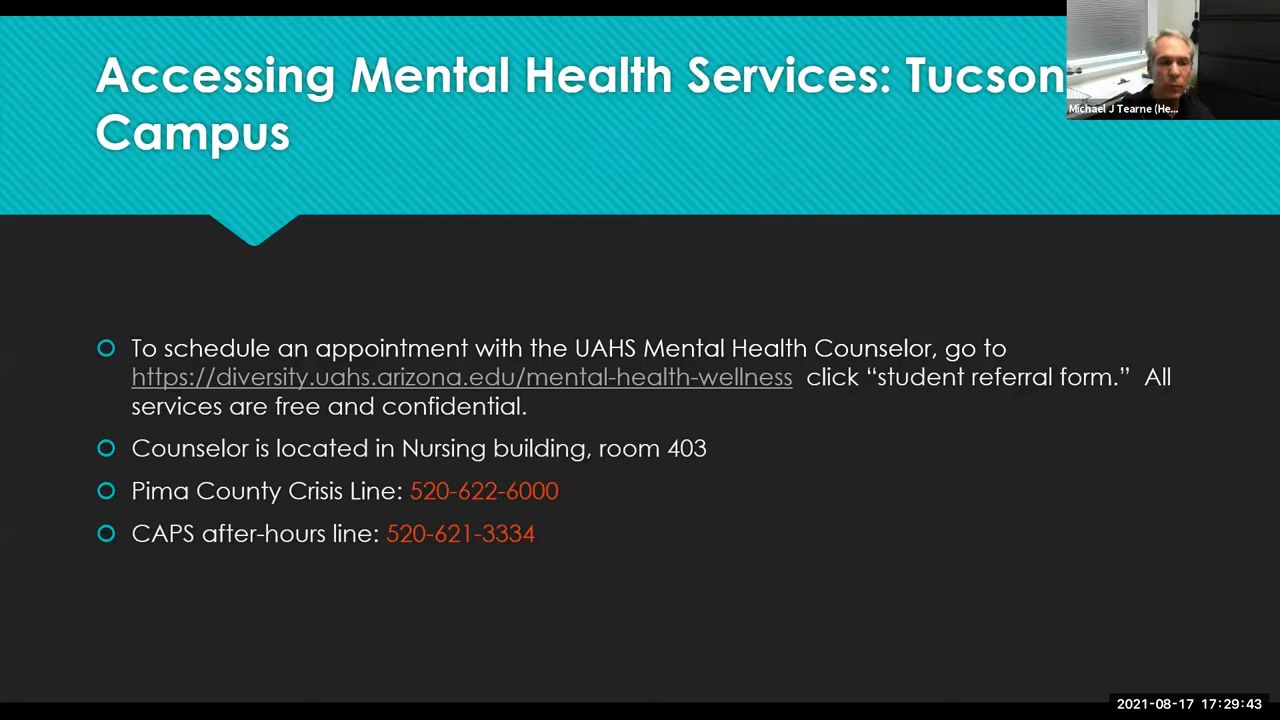 Accessing Mental Health Services: Tucson
Campus
Michael J Tearne (He...
To schedule an appointment with the UAHS Mental Health Counselor, go to
https://diversity.uahs.arizona.edu/mental-health-wellness click “student referral form.” All
services are free and confidential.
Counselor is located in Nursing building, room 403
Pima County Crisis Line: 520-622-6000
CAPS after-hours line: 520-621-3334
2021-08-17 17:29:43